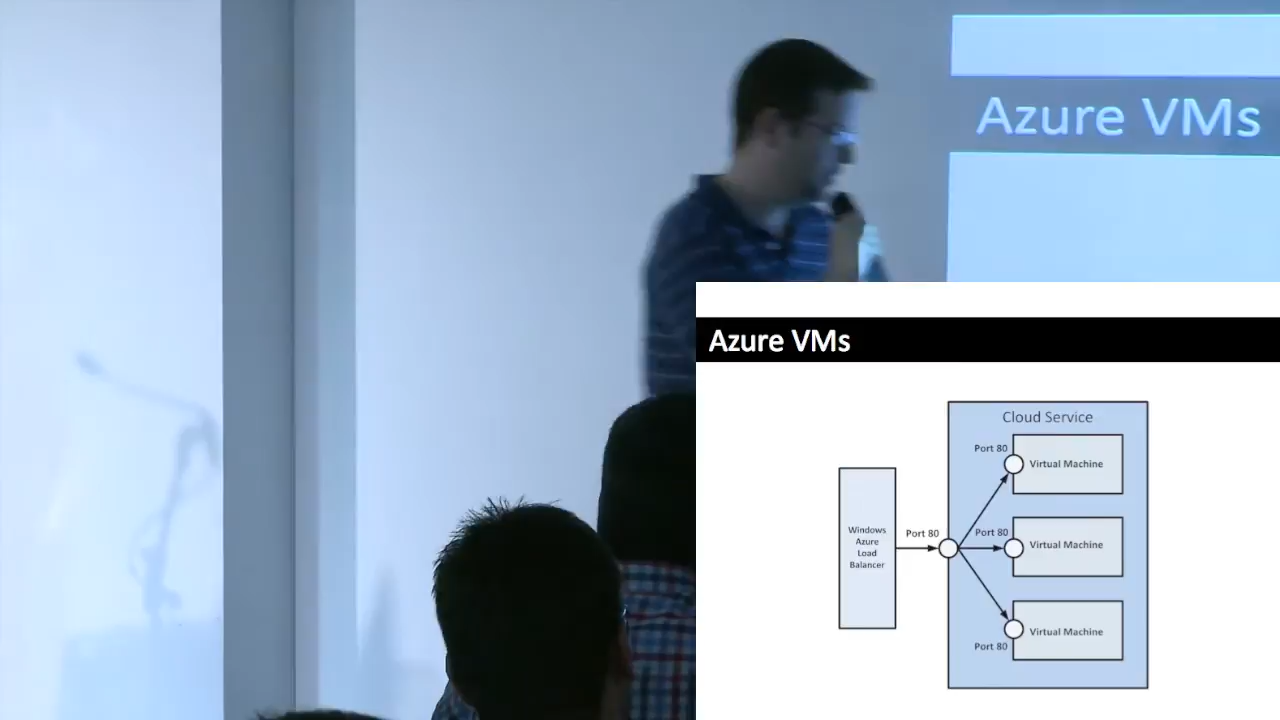 Azure VMs
Azure VMs
Cloud Service
Port 80
Virtual Machine
Windows
Azure
Load
Balancer
Port 80
Port 80
Virtual Machine
Virtual Machine
Port 80